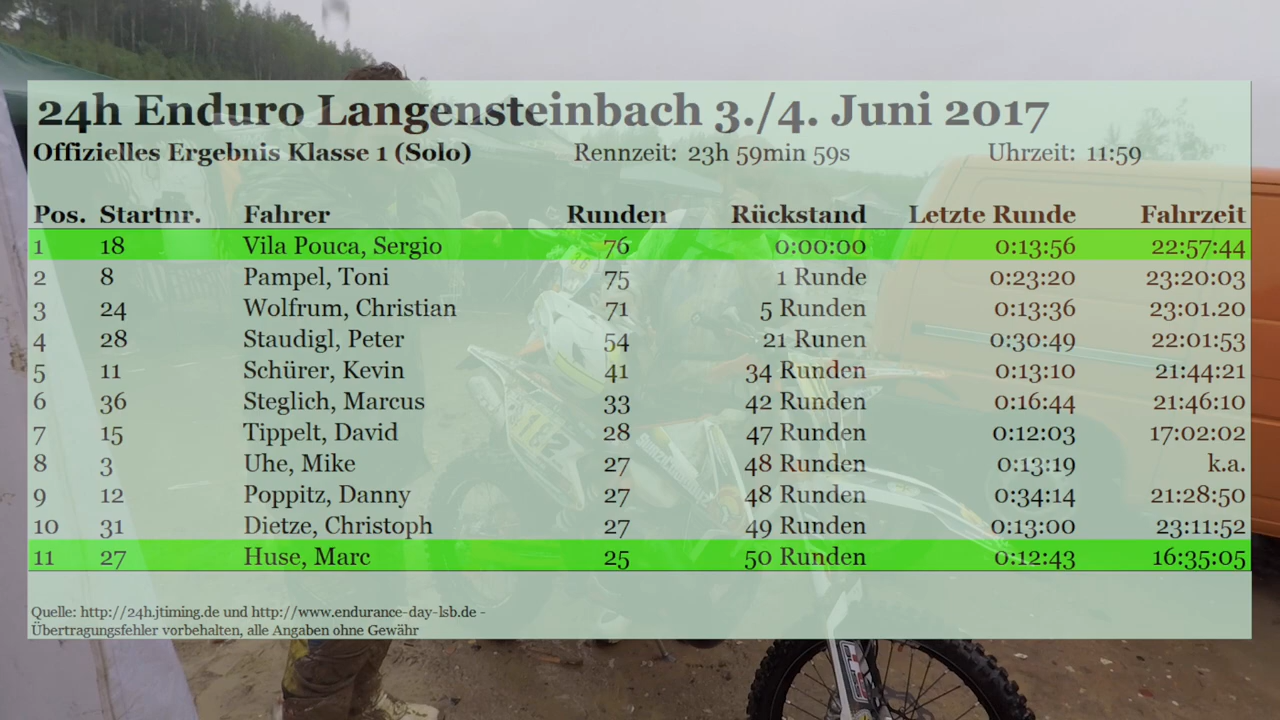 24h Enduro Langensteinbach 3./4. Juni 2017
Offizielles Ergebnis Klasse 1 (Solo) Rennzeit: 23h 59min 59s Uhrzeit: 11:59
Pos. Startnr. Fahrer Runden Rückstand Letzte Runde Fahrzeit
1 18 Vila Pouca, Sergio 76 0:00:00 0:13:56 22:57:44
2 8 Pampel, Toni 75 1 Runde 0:23:20 23:20:03
3 24 Wolfrum, Christian 71 5 Runden 0:13:36 23:01.20
4 28 Staudigl, Peter 54 21 Runen 0:30:49 22:01:53
5 11 Schürer, Kevin 41 34 Runden 0:13:10 21:44:21
6 36 Steglich, Marcus 33 42 Runden 0:16:44 21:46:10
7 15 Tippelt, David 28 47 Runden 0:12:03 17:02:02
8 3 Uhe, Mike 27 48 Runden 0:13:19 k.a.
9 12 Poppitz, Danny 27 48 Runden 0:34:14 21:28:50
10 31 Dietze, Christoph 27 49 Runden 0:13:00 23:11:52
11 27 Huse, Marc 25 50 Runden 0:12:43 16:35:05
Quelle: http://24h.jtiming.de und http://www.endurance-day-lsb.de -
Übertragungsfehler vorbehalten, alle Angaben ohne Gewähr